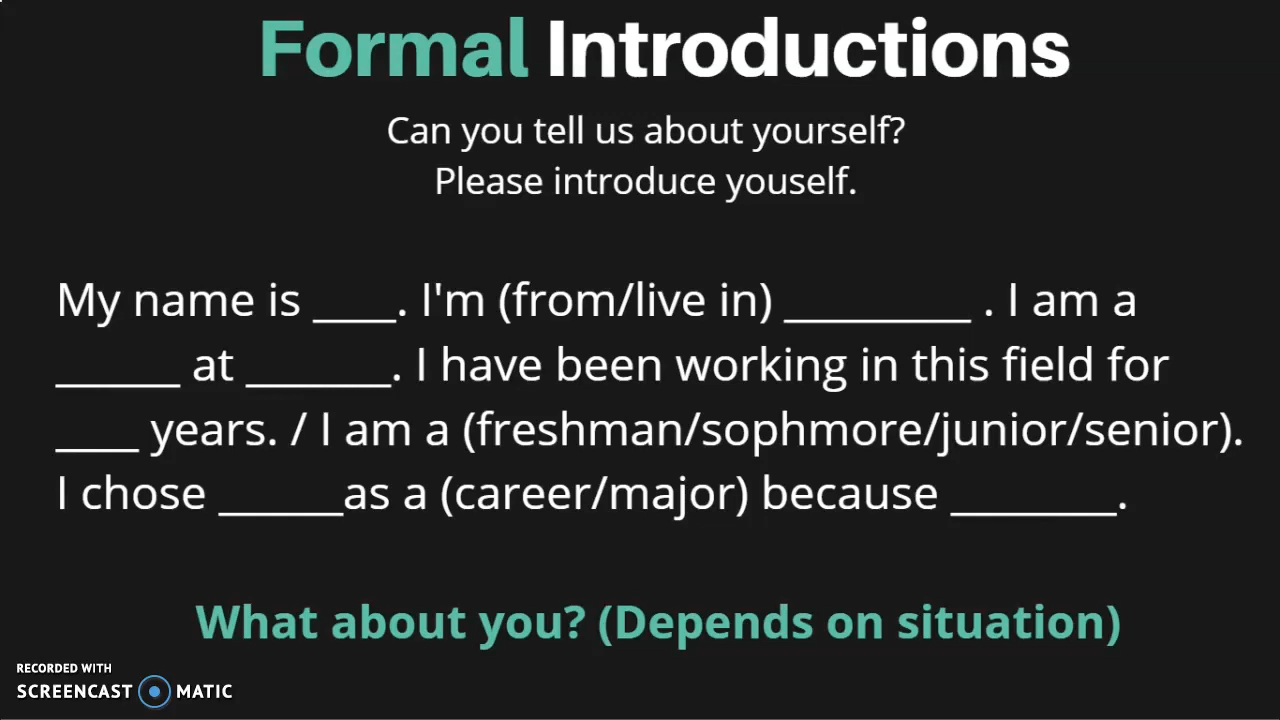 Formal Introductions
Can you tell us about yourself?
Please introduce youself.
My name is ____. I'm (from/live in) _________ . I am a
______ at _______. I have been working in this field for
____ years. / I am a (freshman/sophmore/junior/senior).
I chose ______as a (career/major) because ________.
What about you? (Depends on situation)
RECORDED WITH
SCREENCAST MATIC